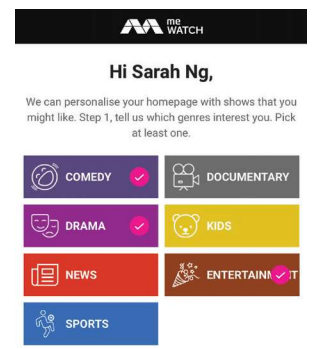 me
WATCH
Hi Sarah Ng,
We can personalise your homepage with shows that you
might like. Step 1, tell us which genres interest you. Pick
at least one.
COMEDY
DOCUMENTARY
DRAMA
KIDS
NEWS
ENTERTAINMENT
SPORTS